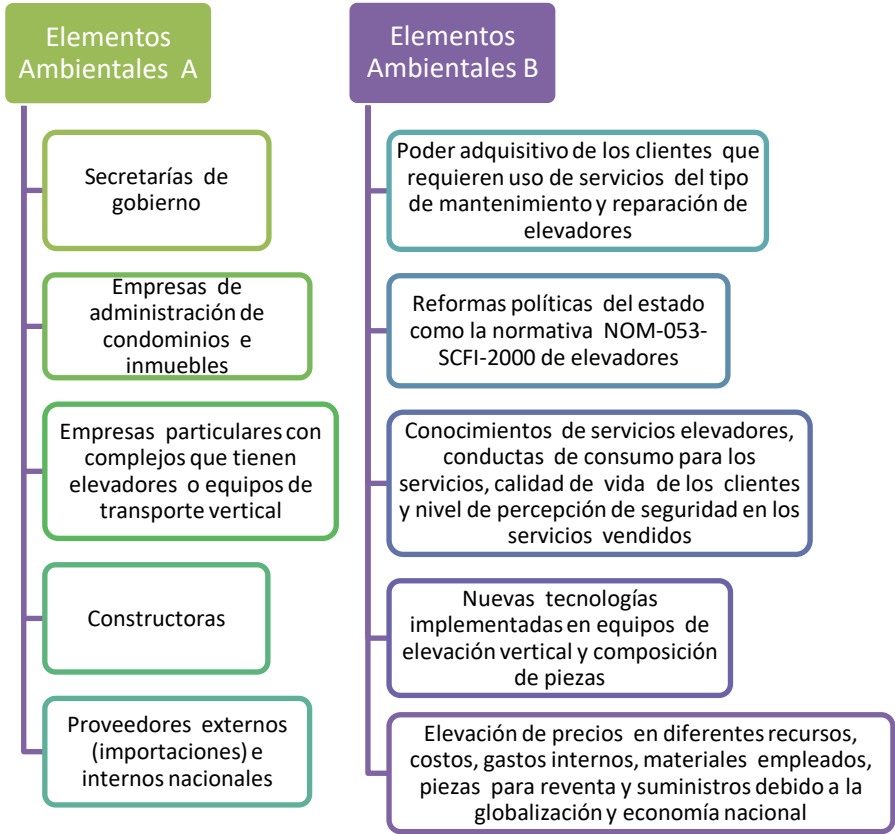 Elementos
Ambientales A
Secretarías de
gobierno
Empresas de
administración de
condominios e
inmuebles
Empresas particulares con
complejos que tienen
elevadores o equipos de
transporte vertical
Constructoras
Proveedores externos
(importaciones) e
internos nacionales
Elementos
Ambientales B
Poder adquisitivo de los clientes que
requieren uso de servicios del tipo
de mantenimiento y reparación de
elevadores
Reformas políticas del estado
como la normativa NOM-053-
SCFI-2000 de elevadores
Conocimientos de servicios elevadores,
conductas de consumo para los
servicios, calidad de vida de los clientes
y nivel de percepción de seguridad en los
servicios vendidos
Nuevas tecnologías
implementadas en equipos de
elevación vertical y composición
de piezas
Elevación de precios en diferentes recursos,
costos, gastos internos, materiales empleados,
piezas para reventa y suministros debido a la
globalización y economía nacional